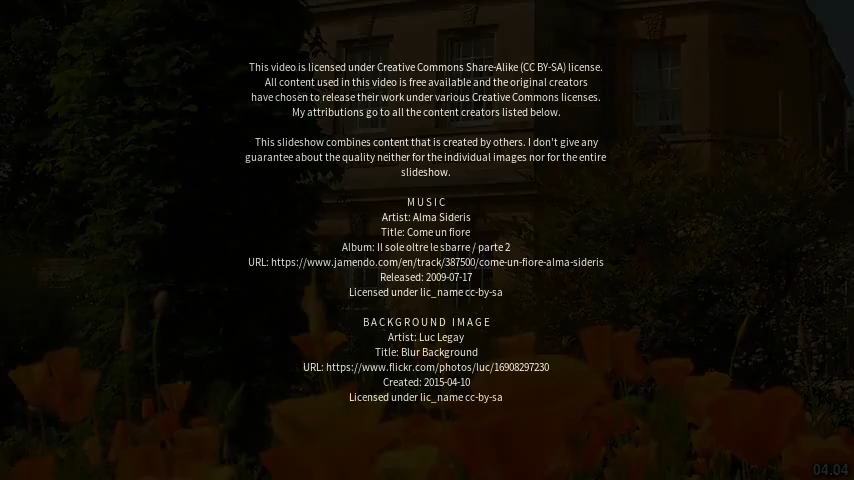 This video is licensed under Creative Commons Share-Alike (CC BY-SA) license.
All content used in this video is free available and the original creators
have chosen to release their work under various Creative Commons licenses.
My attributions go to all the content creators listed below.
This slideshow combines content that is created by others. I don't give any
guarantee about the quality neither for the individual images nor for the entire
slideshow.
MUSIC
Artist: Alma Sideris
Title: Come un fiore
Album: Il sole oltre le sbarre / parte 2
URL: https://www.jamendo.com/en/track/387500/come-un-fiore-alma-sideris
Released: 2009-07-17
Licensed under lic_name cc-by-sa
BACKGROUND IMAGE
Artist: Luc Legay
Title: Blur Background
URL: https://www.flickr.com/photos/luc/16908297230
Created: 2015-04-10
Licensed under lic_name cc-by-sa
04.04